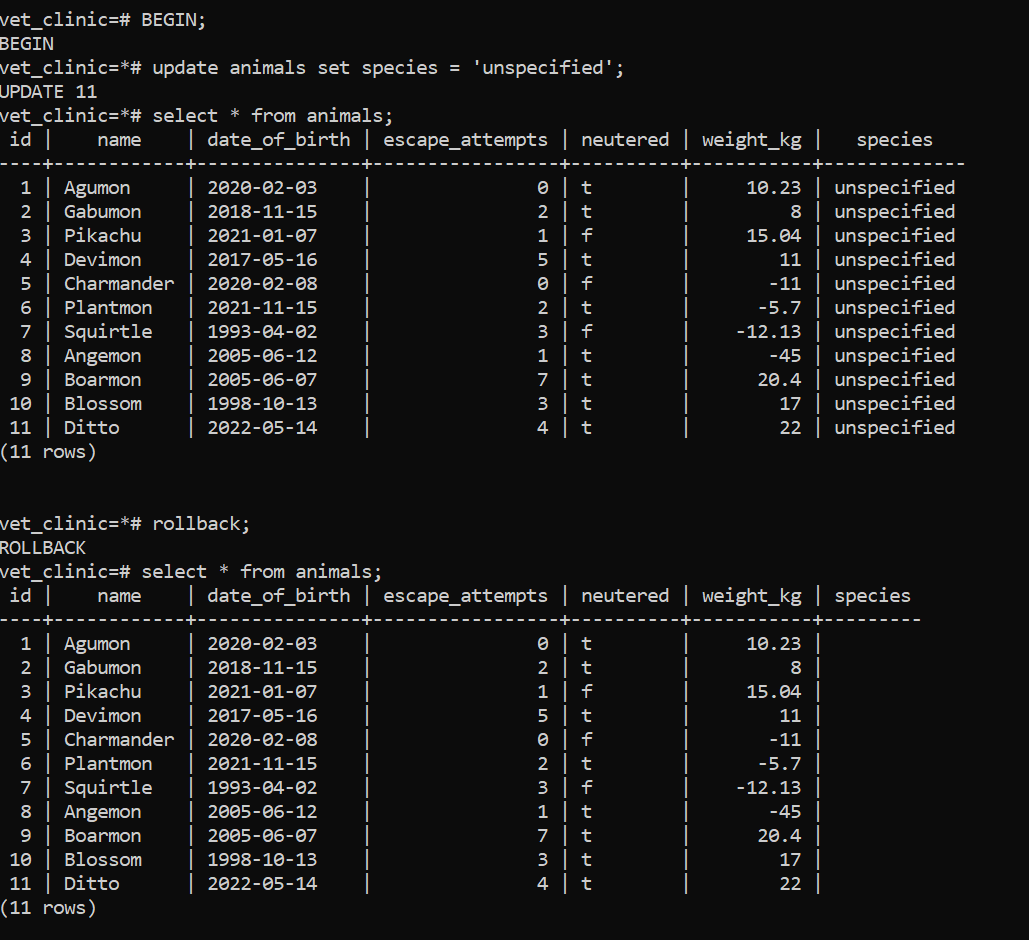 vet_clinic=# BEGIN;
BEGIN
vet_clinic=*# update animals set species = 'unspecified';
UPDATE 11
vet_clinic=*# select * from animals;
 id |    name    | date_of_birth | escape_attempts | neutered | weight_kg |   species
----+------------+---------------+-----------------+----------+-----------+-------------
  1 | Agumon     | 2020-02-03    |               0 | t        |     10.23 | unspecified
  2 | Gabumon    | 2018-11-15    |               2 | t        |         8 | unspecified
  3 | Pikachu    | 2021-01-07    |               1 | f        |     15.04 | unspecified
  4 | Devimon    | 2017-05-16    |               5 | t        |        11 | unspecified
  5 | Charmander | 2020-02-08    |               0 | f        |       -11 | unspecified
  6 | Plantmon   | 2021-11-15    |               2 | t        |      -5.7 | unspecified
  7 | Squirtle   | 1993-04-02    |               3 | f        |    -12.13 | unspecified
  8 | Angemon    | 2005-06-12    |               1 | t        |       -45 | unspecified
  9 | Boarmon    | 2005-06-07    |               7 | t        |      20.4 | unspecified
 10 | Blossom    | 1998-10-13    |               3 | t        |        17 | unspecified
 11 | Ditto      | 2022-05-14    |               4 | t        |        22 | unspecified
(11 rows)
vet_clinic=*# rollback;
ROLLBACK
vet_clinic=# select * from animals;
 id |    name    | date_of_birth | escape_attempts | neutered | weight_kg | species
----+------------+---------------+-----------------+----------+-----------+---------
  1 | Agumon     | 2020-02-03    |               0 | t        |     10.23 |
  2 | Gabumon    | 2018-11-15    |               2 | t        |         8 |
  3 | Pikachu    | 2021-01-07    |               1 | f        |     15.04 |
  4 | Devimon    | 2017-05-16    |               5 | t        |        11 |
  5 | Charmander | 2020-02-08    |               0 | f        |       -11 |
  6 | Plantmon   | 2021-11-15    |               2 | t        |      -5.7 |
  7 | Squirtle   | 1993-04-02    |               3 | f        |    -12.13 |
  8 | Angemon    | 2005-06-12    |               1 | t        |       -45 |
  9 | Boarmon    | 2005-06-07    |               7 | t        |      20.4 |
 10 | Blossom    | 1998-10-13    |               3 | t        |        17 |
 11 | Ditto      | 2022-05-14    |               4 | t        |        22 |
(11 rows)